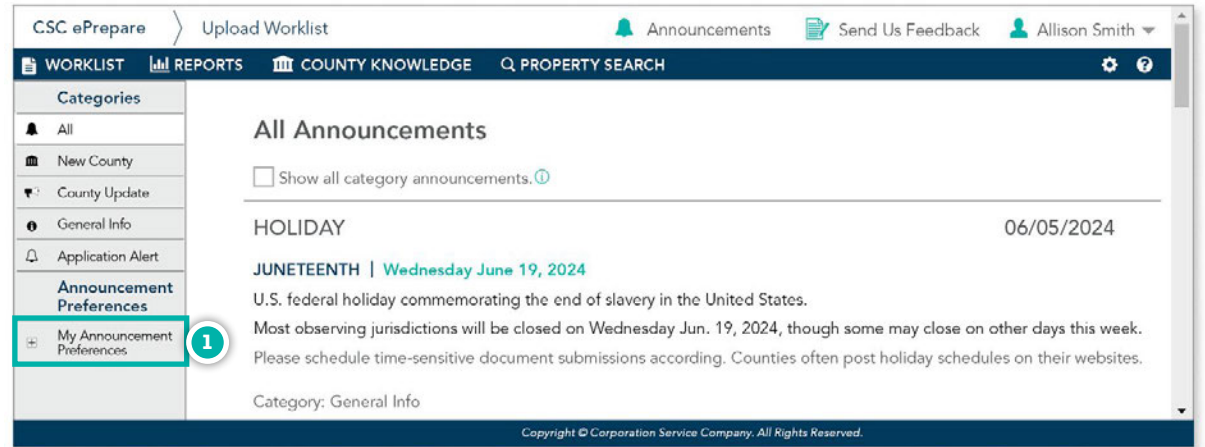 CSC ePrepare Upload Worklist Announcements Send Us Feedback Allison Smith
WORKLIST REPORTS COUNTY KNOWLEDGE PROPERTY SEARCH
Categories
All
New County
County Update
General Info
Application Alert
Announcement
Preferences
My Announcement
Preferences
1
All Announcements
Show all category announcements.
HOLIDAY 06/05/2024
JUNETEENTH | Wednesday June 19, 2024
U.S. federal holiday commemorating the end of slavery in the United States.
Most observing jurisdictions will be closed on Wednesday Jun. 19, 2024, though some may close on other days this week.
Please schedule time-sensitive document submissions according. Counties often post holiday schedules on their websites.
Category: General Info
Copyright © Corporation Service Company. All Rights Reserved.